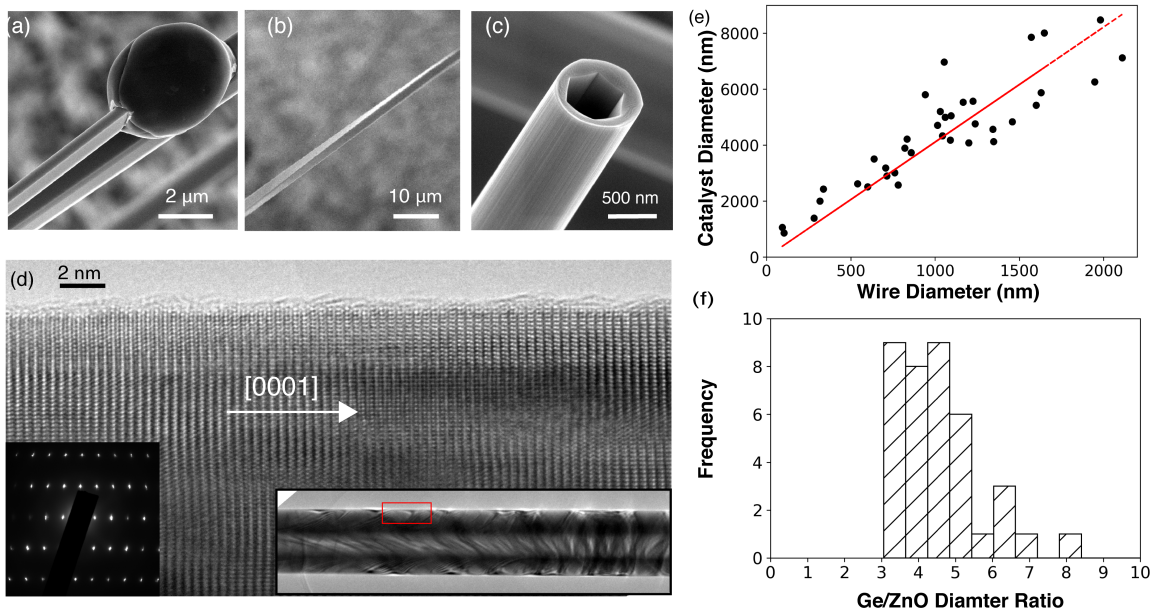 (a)
2 µm
(b)
10 µm
(c)
500 nm
(d)
2 nm
[0001]
(e)
Catalyst Diameter (nm)
8000
6000
4000
2000
0
0 500 1000 1500 2000
Wire Diameter (nm)
(f)
Frequency
10
8
6
4
2
0
0 1 2 3 4 5 6 7 8 9 10
Ge/ZnO Diamter Ratio